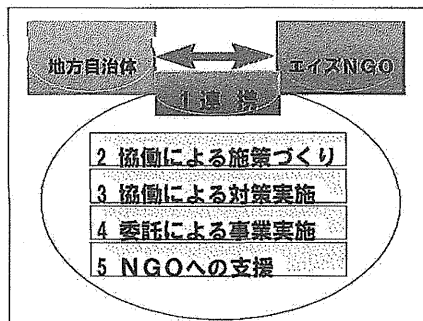 地方自治体
エイズNGO
1 連携
2 協働による施策づくり
3 協働による対策実施
4 委託による事業実施
5 NGOへの支援